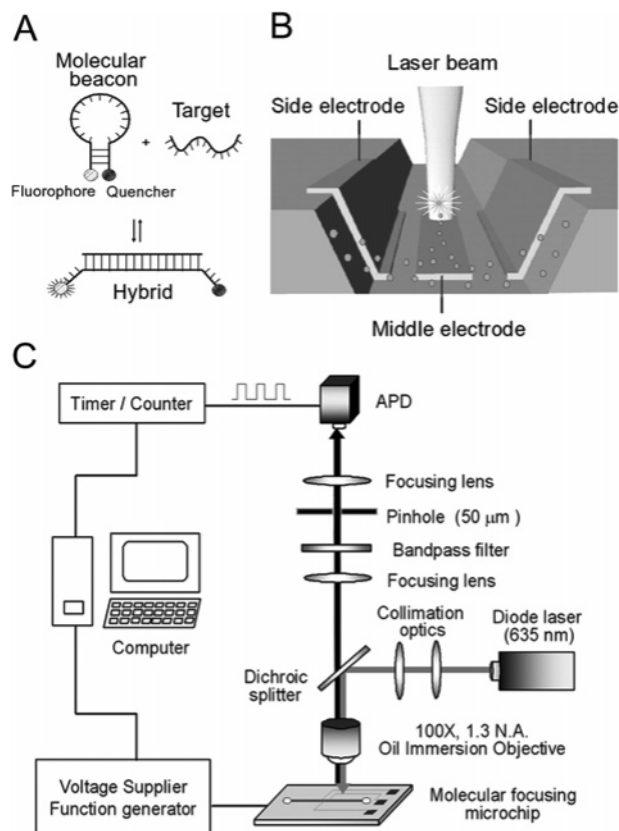 A
Molecular
beacon
Target
+
Fluorophore
Quencher
Hybrid
B
Laser beam
Side electrode
Side electrode
Middle electrode
C
Timer / Counter
APD
Focusing lens
Pinhole (50 μm )
Bandpass filter
Focusing lens
Computer
Collimation
optics
Diode laser
(635 nm)
Dichroic
splitter
100X, 1.3 N.A.
Oil Immersion Objective
Voltage Supplier
Function generator
Molecular focusing
microchip